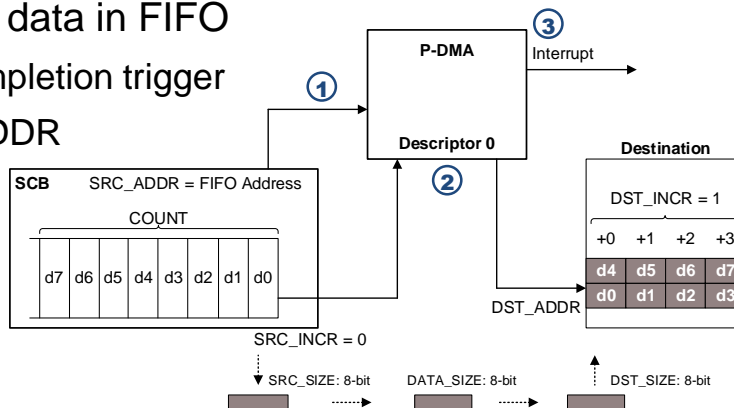 data in FIFO
pletion trigger
DDR
1
3
P-DMA
Interrupt
Descriptor 0
2
SCB
SRC_ADDR = FIFO Address
COUNT
d7 d6 d5 d4 d3 d2 d1 d0
SRC_INCR = 0
Destination
DST_INCR = 1
+0 +1 +2 +3
d4 d5 d6 d7
d0 d1 d2 d3
DST_ADDR
SRC_SIZE: 8-bit
DATA_SIZE: 8-bit
DST_SIZE: 8-bit